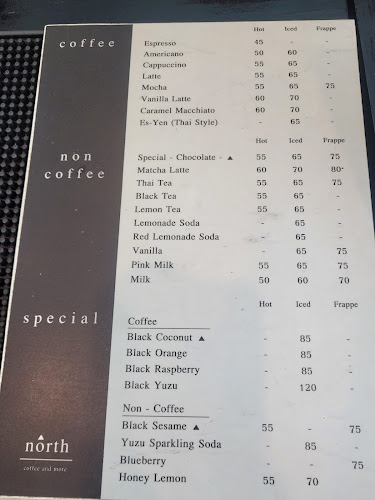 coffee
Hot Iced Frappe
Espresso 45 - -
Americano 50 60 -
Cappuccino 55 65 -
Latte 55 65 -
Mocha 55 65 75
Vanilla Latte 60 70 -
Caramel Macchiato 60 70 -
Es-Yen (Thai Style) - 65 -
non coffee
Hot Iced Frappe
Special - Chocolate - ▲ 55 65 75
Matcha Latte 60 70 80
Thai Tea 55 65 75
Black Tea 55 65 -
Lemon Tea 55 65 -
Lemonade Soda - 65 -
Red Lemonade Soda - 65 -
Vanilla - 65 75
Pink Milk 55 65 75
Milk 50 60 70
special
Hot Iced Frappe
Coffee
Black Coconut ▲ - 85 -
Black Orange - 85 -
Black Raspberry - 85 -
Black Yuzu - 120 -
Non - Coffee
Black Sesame ▲ 55 - 75
Yuzu Sparkling Soda - 85 -
Blueberry - - 75
Honey Lemon 55 70
north
coffee and more